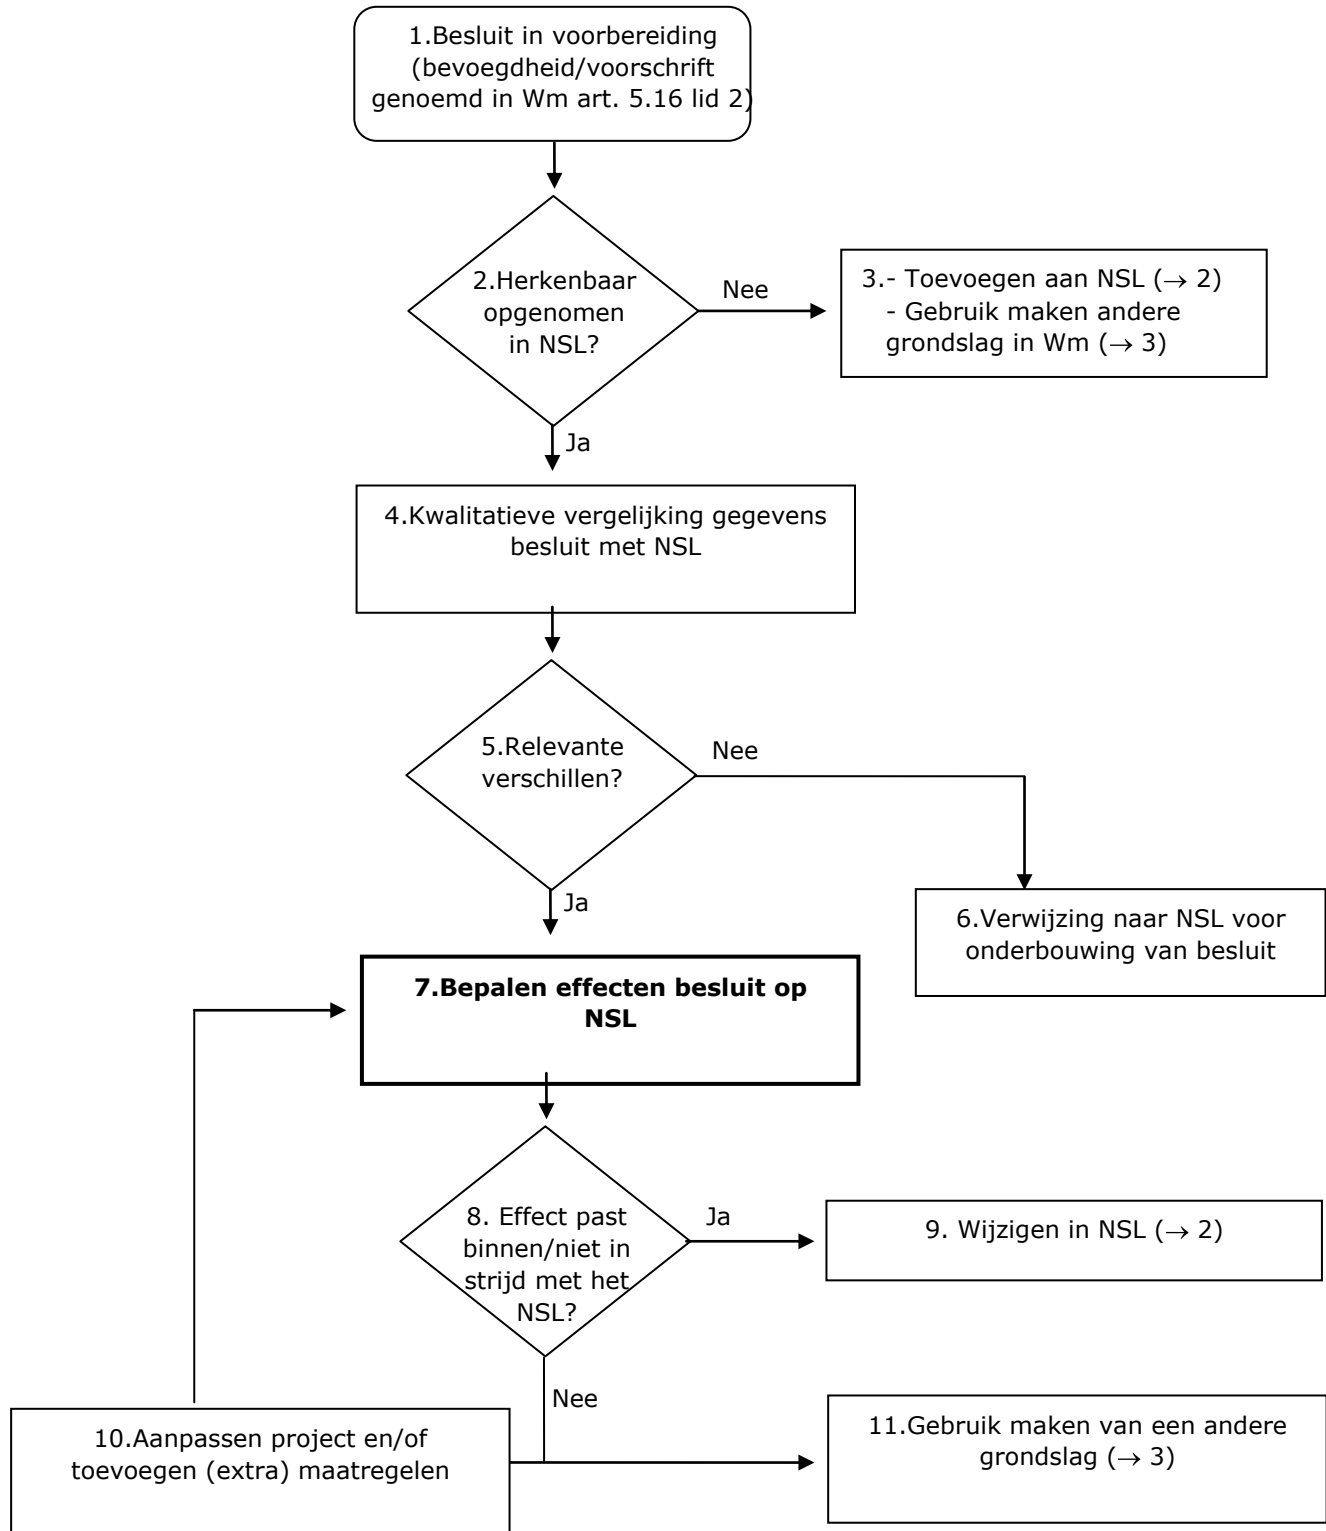 1.Besluit in voorbereiding
(bevoegdheid/voorschrift
genoemd in Wm art. 5.16 lid 2)
2.Herkenbaar
opgenomen
in NSL?
Nee
3.- Toevoegen aan NSL (→ 2)
- Gebruik maken andere
grondslag in Wm (→ 3)
Ja
4.Kwalitatieve vergelijking gegevens
besluit met NSL
5.Relevante
verschillen?
Nee
Ja
6.Verwijzing naar NSL voor
onderbouwing van besluit
7.Bepalen effecten besluit op
NSL
8. Effect past
binnen/niet in
strijd met het
NSL?
Ja
9. Wijzigen in NSL (→ 2)
Nee
10.Aanpassen project en/of
toevoegen (extra) maatregelen
11.Gebruik maken van een andere
grondslag (→ 3)